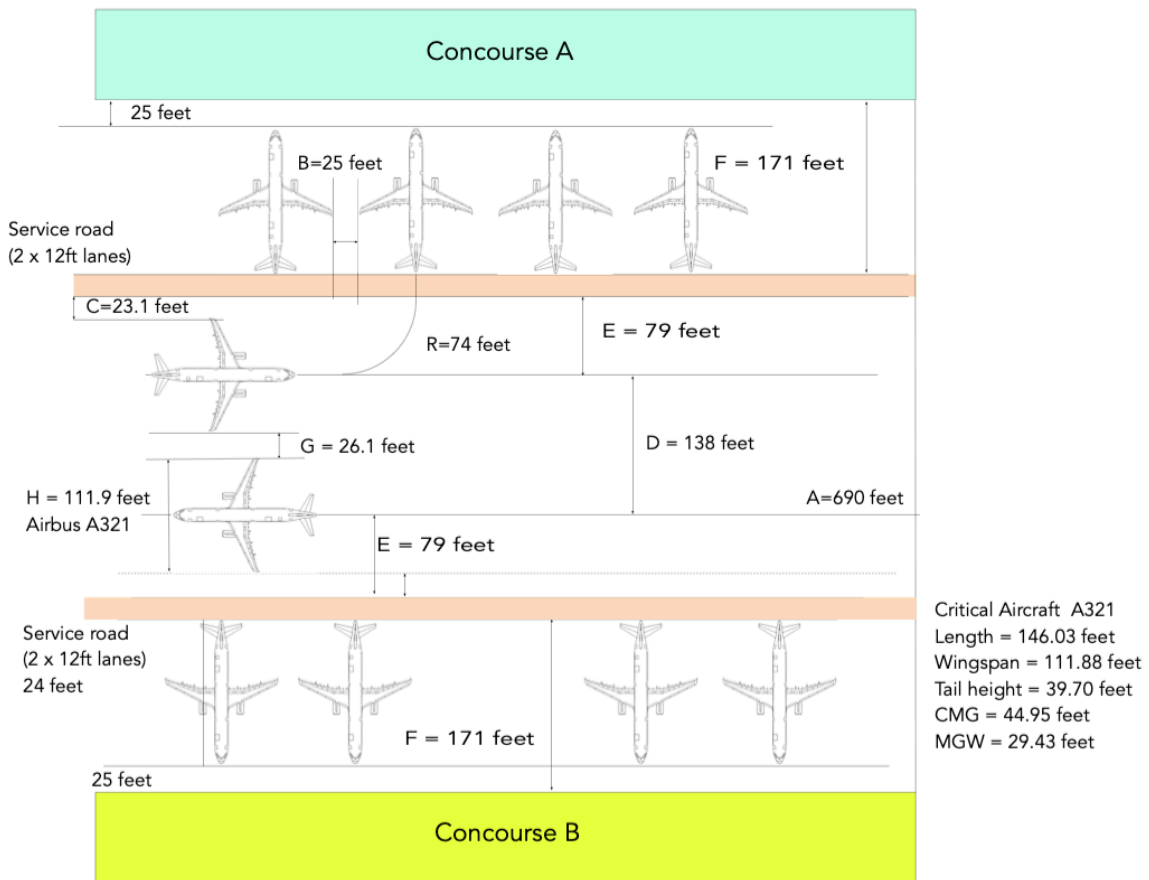 Concourse A
25 feet
B=25 feet
F = 171 feet
Service road
(2 x 12ft lanes)
C=23.1 feet
E = 79 feet
R=74 feet
D = 138 feet
G = 26.1 feet
H = 111.9 feet
Airbus A321
A=690 feet
E = 79 feet
Service road
(2 x 12ft lanes)
24 feet
F = 171 feet
25 feet
Critical Aircraft A321
Length = 146.03 feet
Wingspan = 111.88 feet
Tail height = 39.70 feet
CMG = 44.95 feet
MGW = 29.43 feet
Concourse B